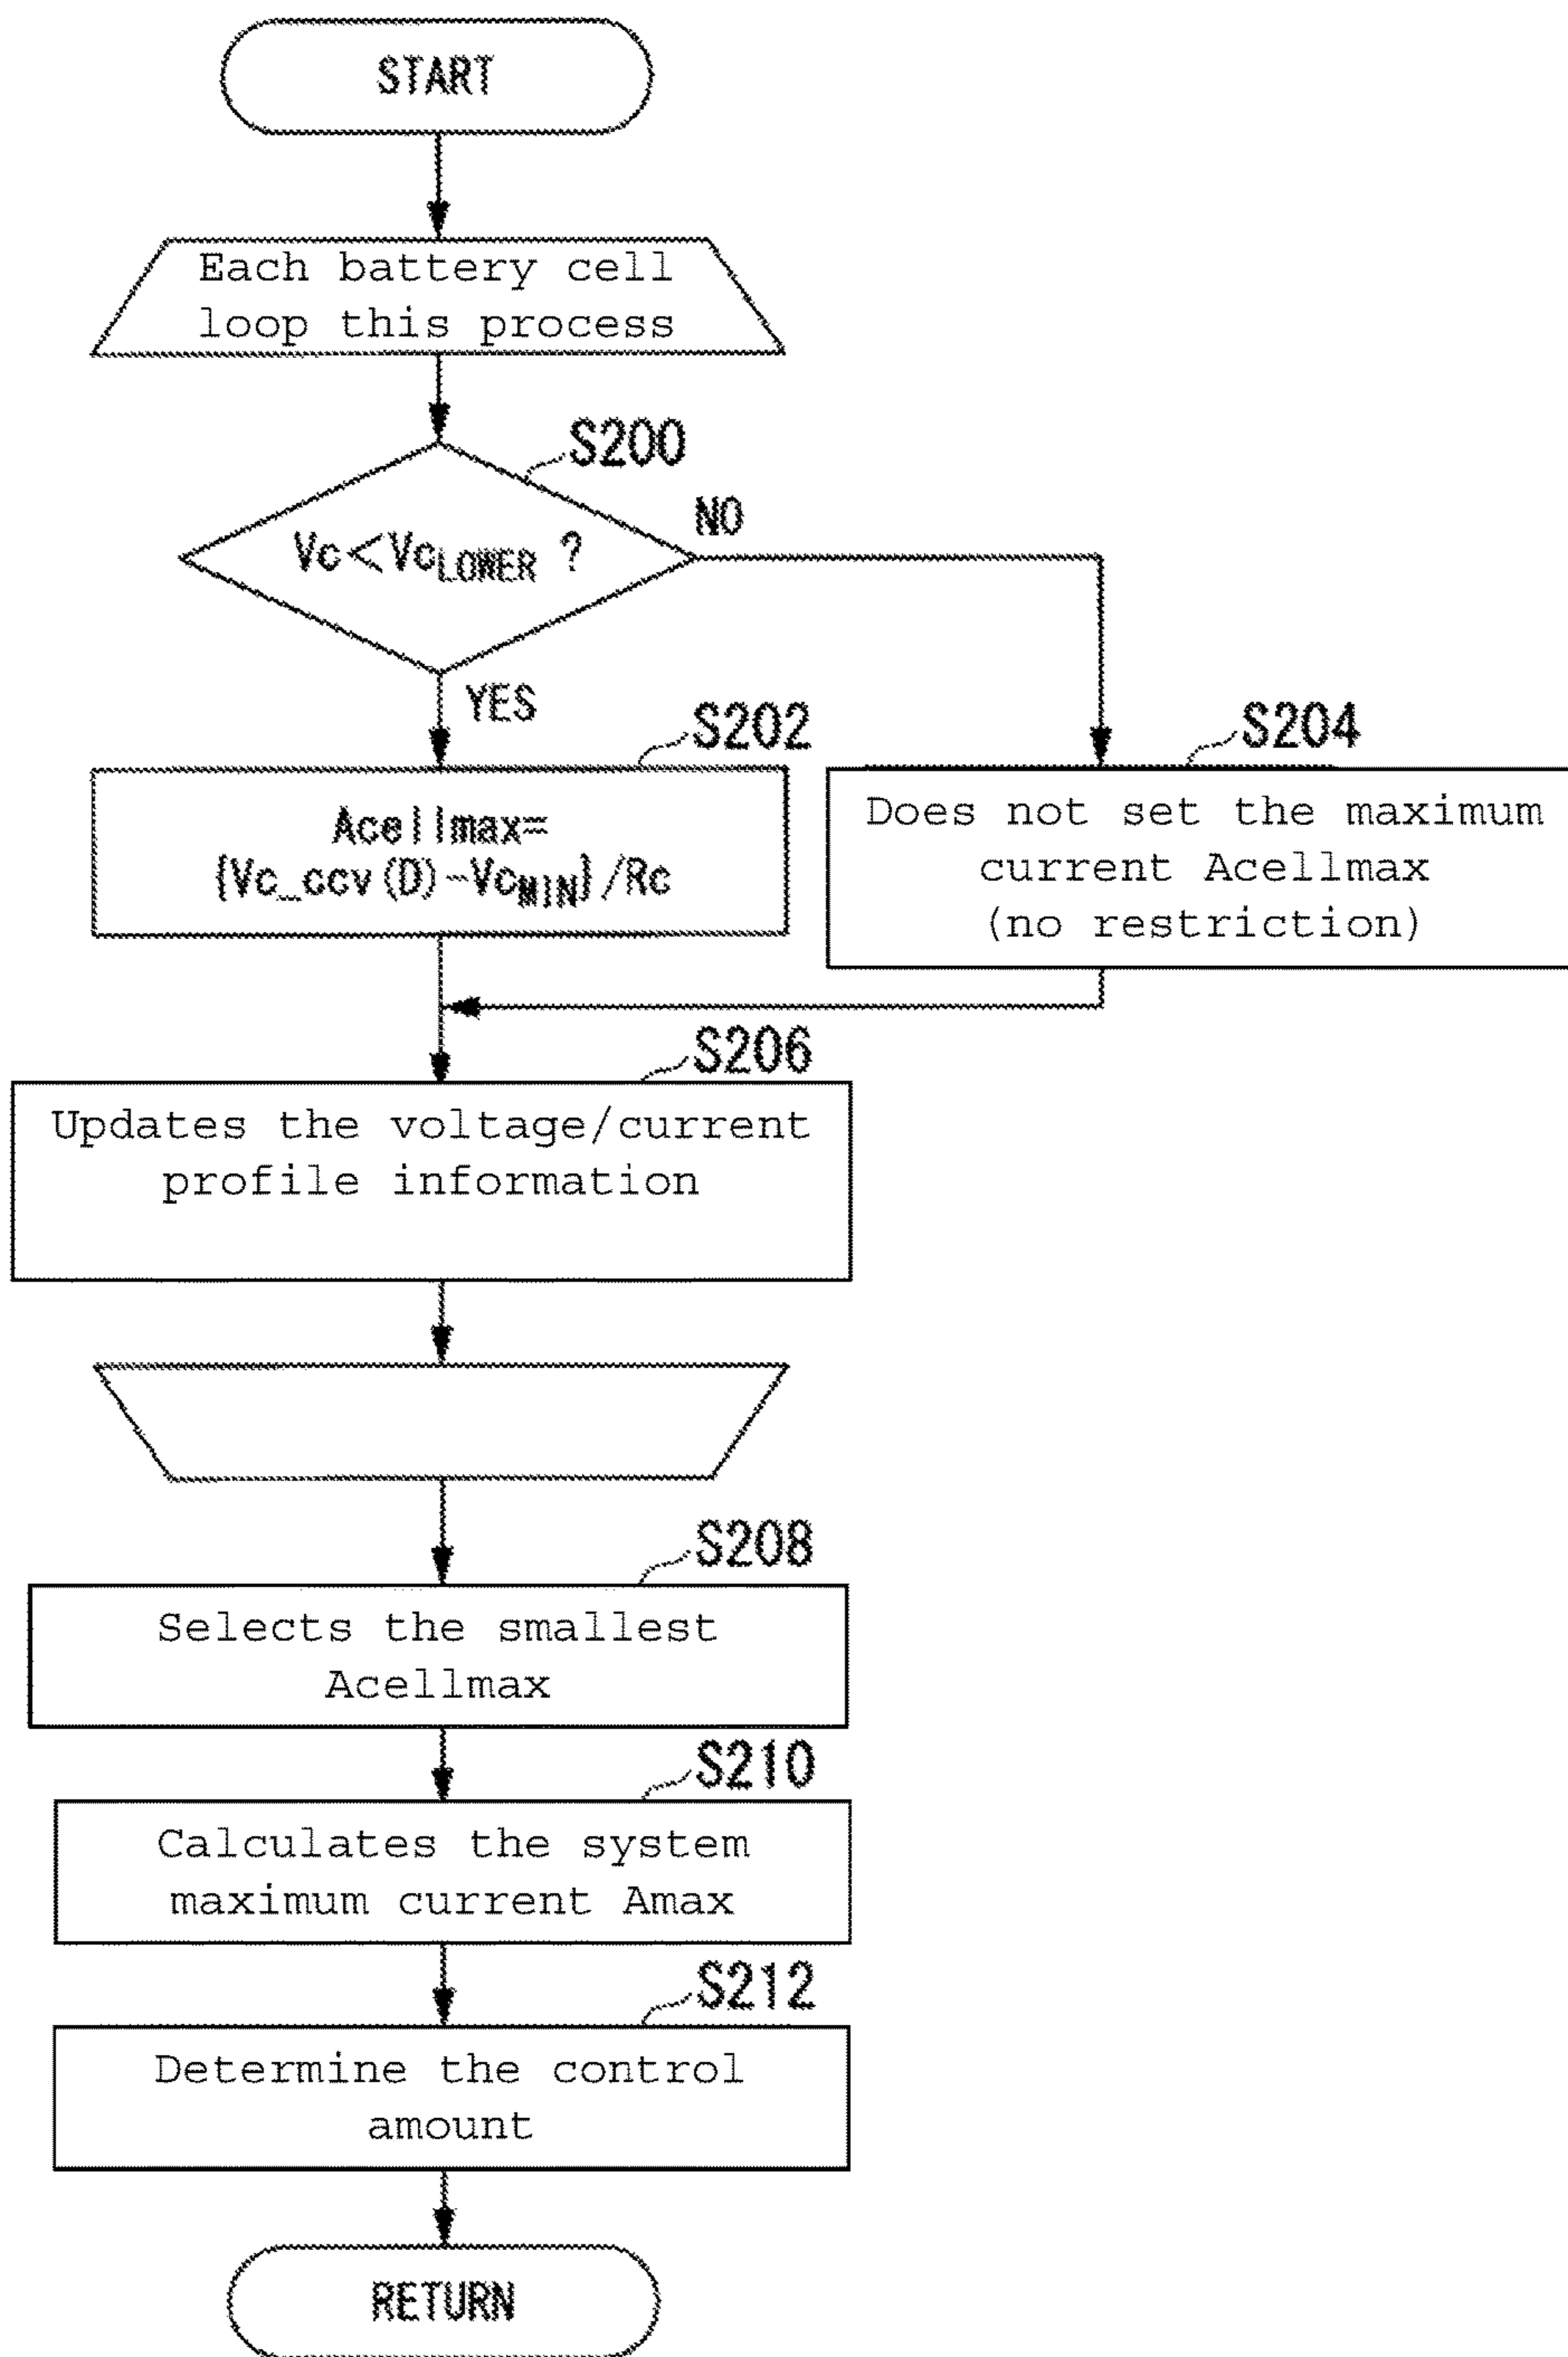 START
Each battery cell
loop this process
S200
NO
Vc<Vc_LOWER ?
YES
S202
S204
Acellmax=
{Vc_ccv(D)-Vc_MIN}/Rc
Does not set the maximum
current Acellmax
(no restriction)
S206
Updates the voltage/current
profile information
S208
Selects the smallest
Acellmax
S210
Calculates the system
maximum current Amax
S212
Determine the control
amount
RETURN